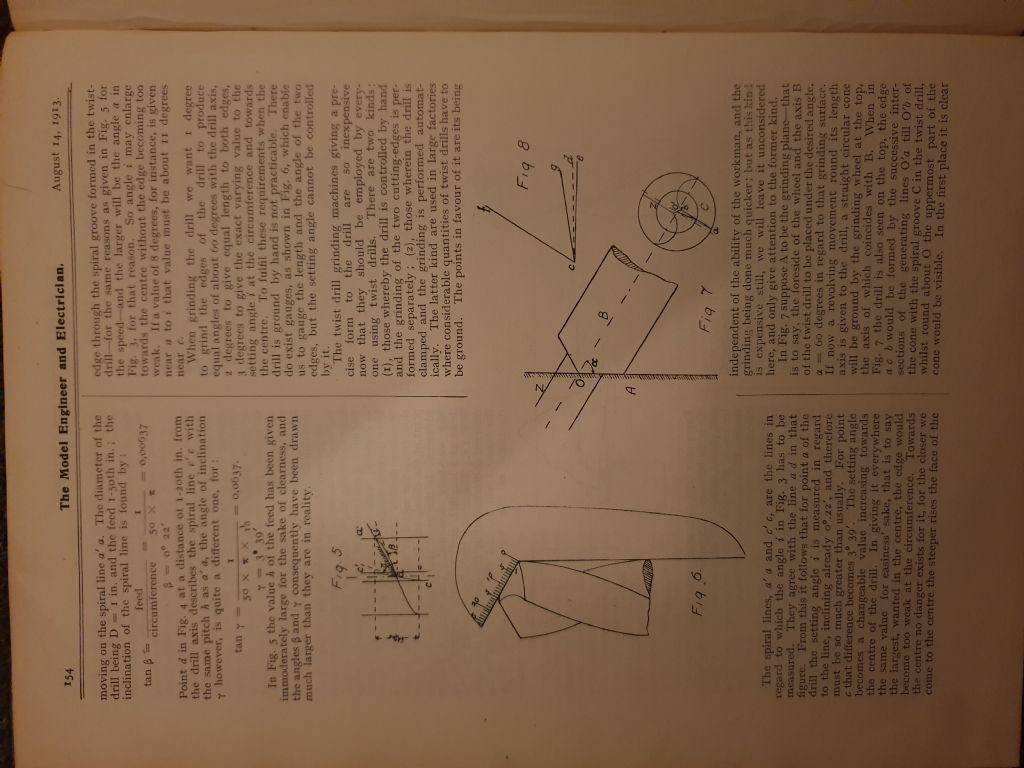 154
The Model Engineer and Electrician.
August 14, 1913.
moving on the spiral line a' a. The diameter of the
drill being D = 1 in. and the feed 1-50th in.; the
inclination of the spiral line is found by:
tan β = feed / circumference = 1 / 50 × π = 0,00637
β = 0° 22'
Point d in Fig. 4 at a distance of 1-20th in. from
the drill axis describes the spiral line c' c with
the same pitch h as a' a, the angle of inclination
γ however, is quite a different one, for:
tan γ = 1 / 50 × π × 1/10 = 0,0637.
γ = 3° 39'
In Fig. 5 the value h of the feed has been given
immoderately large for the sake of clearness, and
the angles β and γ consequently have been drawn
much larger than they are in reality.
Fig 5
Fig. 6.
The spiral lines, a' a and c' c, are the lines in
regard to which the angle i in Fig. 3 has to be
measured. They agree with the line a d in that
figure. From this it follows that for point a of the
drill the setting angle i is measured in regard
to the line, including already 0° 22', and therefore
must be so much greater than usually. For point
c that difference becomes 3° 39'. The setting angle
becomes a changeable value increasing towards
the centre of the drill. In giving it everywhere
the same value for easiness' sake, that is to say
the largest, wanted in the centre, the edge would
become too weak at the circumference. Towards
the centre no danger exists for it, for the closer we
come to the centre the steeper rises the face of the
edge through the spiral groove formed in the twist-
drill—for the same reasons as given in Fig. 5 for
the speed—and the larger will be the angle a in
Fig. 3, for that reason. So angle i may enlarge
towards the centre without the edge becoming too
weak. If a value of 8 degrees for instance, is given
near a to i that value must be about 11 degrees
near c.
When grinding the drill we want 1 degree
to grind the edges of the drill to produce
equal angles of about 60 degrees with the drill axis,
2 degrees to give equal length to both edges,
3 degrees to give the exact varying value to the
setting angle i at the circumference and towards
the centre. To fulfil these requirements when the
drill is ground by hand is not practicable. There
do exist gauges, as shown in Fig. 6, which enable
us to gauge the length and the angle of the two
edges, but the setting angle cannot be controlled
by it.
The twist drill grinding machines giving a pre-
cise form to the drill are so inexpensive
now that they should be employed by every-
one using twist drills. There are two kinds:
(1), those whereby the drill is controlled by hand
and the grinding of the two cutting-edges is per-
formed separately; (2), those wherein the drill is
clamped and the grinding is performed automat-
ically. The latter kind are used in large factories
where considerable quantities of twist drills have to
be ground. The points in favour of it are its being
Fig 8
Fig 7
independent of the ability of the workman, and the
grinding being done much quicker; but as this kind
is expensive still, we will leave it unconsidered
here, and only give attention to the former kind.
In Fig. 7 suppose A to be the grinding plane—that
is to say, the foreside of the wheel and the axis B
of the twist drill to be placed under the desired angle.
a = 60 degrees in regard to that grinding surface.
If now a revolving movement round its length
axis is given to the drill, a straight circular cone
will be ground by the grinding wheel at the top,
the axis of which coincides with B. When in
Fig. 7 the drill is also seen on the top, the edge
a c b would be formed by the successive inter-
sections of the generating lines O'a till O'b of
the cone with the spiral groove C in the twist drill,
whilst round about O' the uppermost part of the
cone would be visible. In the first place it is clear